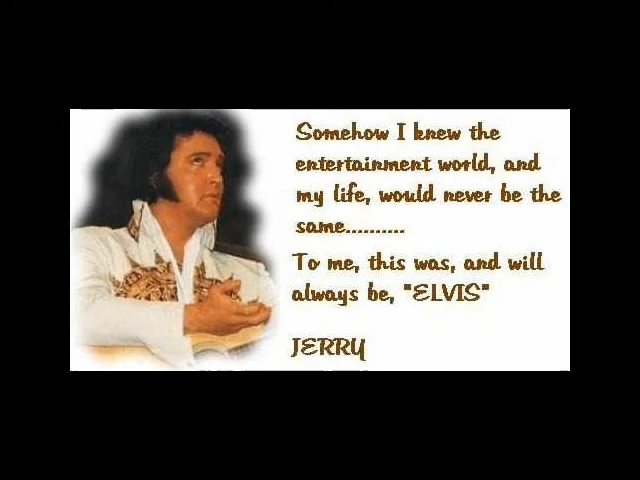 Somehow I knew the
entertainment world, and
my life, would never be the
same..........
To me, this was, and will
always be, "ELVIS"
JERRY